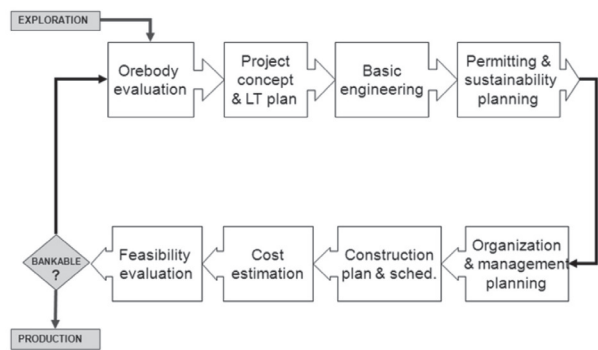 EXPLORATION
Orebody
evaluation
Project
concept
& LT plan
Basic
engineering
Permitting &
sustainability
planning
Organization
& management
planning
Construction
plan & sched.
Cost
estimation
Feasibility
evaluation
BANKABLE
?
PRODUCTION